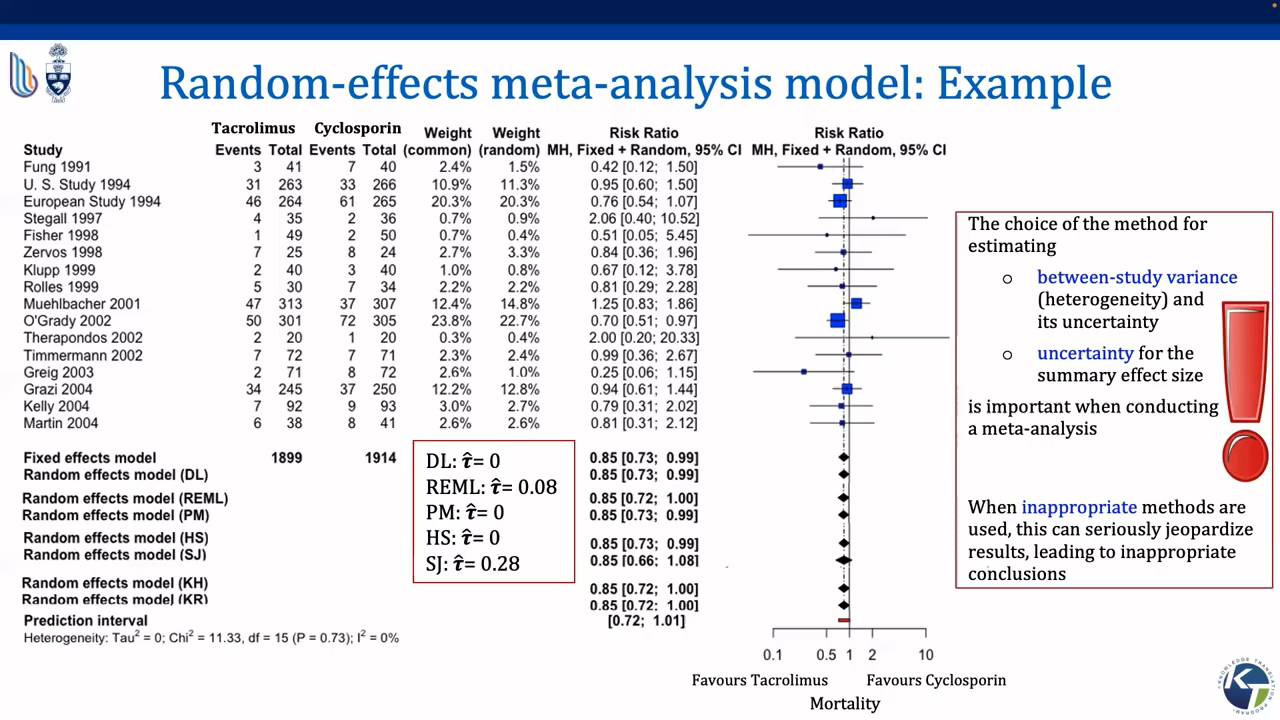 Random-effects meta-analysis model: Example
Tacrolimus Cyclosporin Weight Weight Risk Ratio Risk Ratio
Study Events Total Events Total (common) (random) MH, Fixed + Random, 95% CI MH, Fixed + Random, 95% CI
Fung 1991 3 41 7 40 2.4% 1.5% 0.42 [0.12; 1.50]
U. S. Study 1994 31 263 33 266 10.9% 11.3% 0.95 [0.60; 1.50]
European Study 1994 46 264 61 265 20.3% 20.3% 0.76 [0.54; 1.07]
Stegall 1997 4 35 2 36 0.7% 0.9% 2.06 [0.40; 10.52]
Fisher 1998 1 49 2 50 0.7% 0.4% 0.51 [0.05; 5.45]
Zervos 1998 7 25 8 24 2.7% 3.3% 0.84 [0.36; 1.96]
Klupp 1999 2 40 3 40 1.0% 0.8% 0.67 [0.12; 3.78]
Rolles 1999 5 30 7 34 2.2% 2.2% 0.81 [0.29; 2.28]
Muehlbacher 2001 47 313 37 307 12.4% 14.8% 1.25 [0.83; 1.86]
O'Grady 2002 50 301 72 305 23.8% 22.7% 0.70 [0.51; 0.97]
Therapondos 2002 2 20 1 20 0.3% 0.4% 2.00 [0.20; 20.33]
Timmermann 2002 7 72 7 71 2.3% 2.4% 0.99 [0.36; 2.67]
Greig 2003 2 71 8 72 2.6% 1.0% 0.25 [0.06; 1.15]
Grazi 2004 34 245 37 250 12.2% 12.8% 0.94 [0.61; 1.44]
Kelly 2004 7 92 9 93 3.0% 2.7% 0.79 [0.31; 2.02]
Martin 2004 6 38 8 41 2.6% 2.6% 0.81 [0.31; 2.12]
Fixed effects model 1899 1914 0.85 [0.73; 0.99]
Random effects model (DL) 0.85 [0.73; 0.99]
Random effects model (REML) 0.85 [0.72; 1.00]
Random effects model (PM) 0.85 [0.73; 0.99]
Random effects model (HS) 0.85 [0.73; 0.99]
Random effects model (SJ) 0.85 [0.66; 1.08]
Random effects model (KH) 0.85 [0.72; 1.00]
Random effects model (KR) 0.85 [0.72; 1.00]
Prediction interval [0.72; 1.01]
Heterogeneity: Tau² = 0; Chi² = 11.33, df = 15 (P = 0.73); I² = 0%
DL: τ̂= 0
REML: τ̂= 0.08
PM: τ̂= 0
HS: τ̂= 0
SJ: τ̂= 0.28
0.1 0.5 1 2 10
Favours Tacrolimus Favours Cyclosporin
Mortality
The choice of the method for
estimating
o between-study variance
(heterogeneity) and
its uncertainty
o uncertainty for the
summary effect size
is important when conducting
a meta-analysis
When inappropriate methods are
used, this can seriously jeopardize
results, leading to inappropriate
conclusions
KNOWLEDGE TRANSLATION PROGRAM
KT